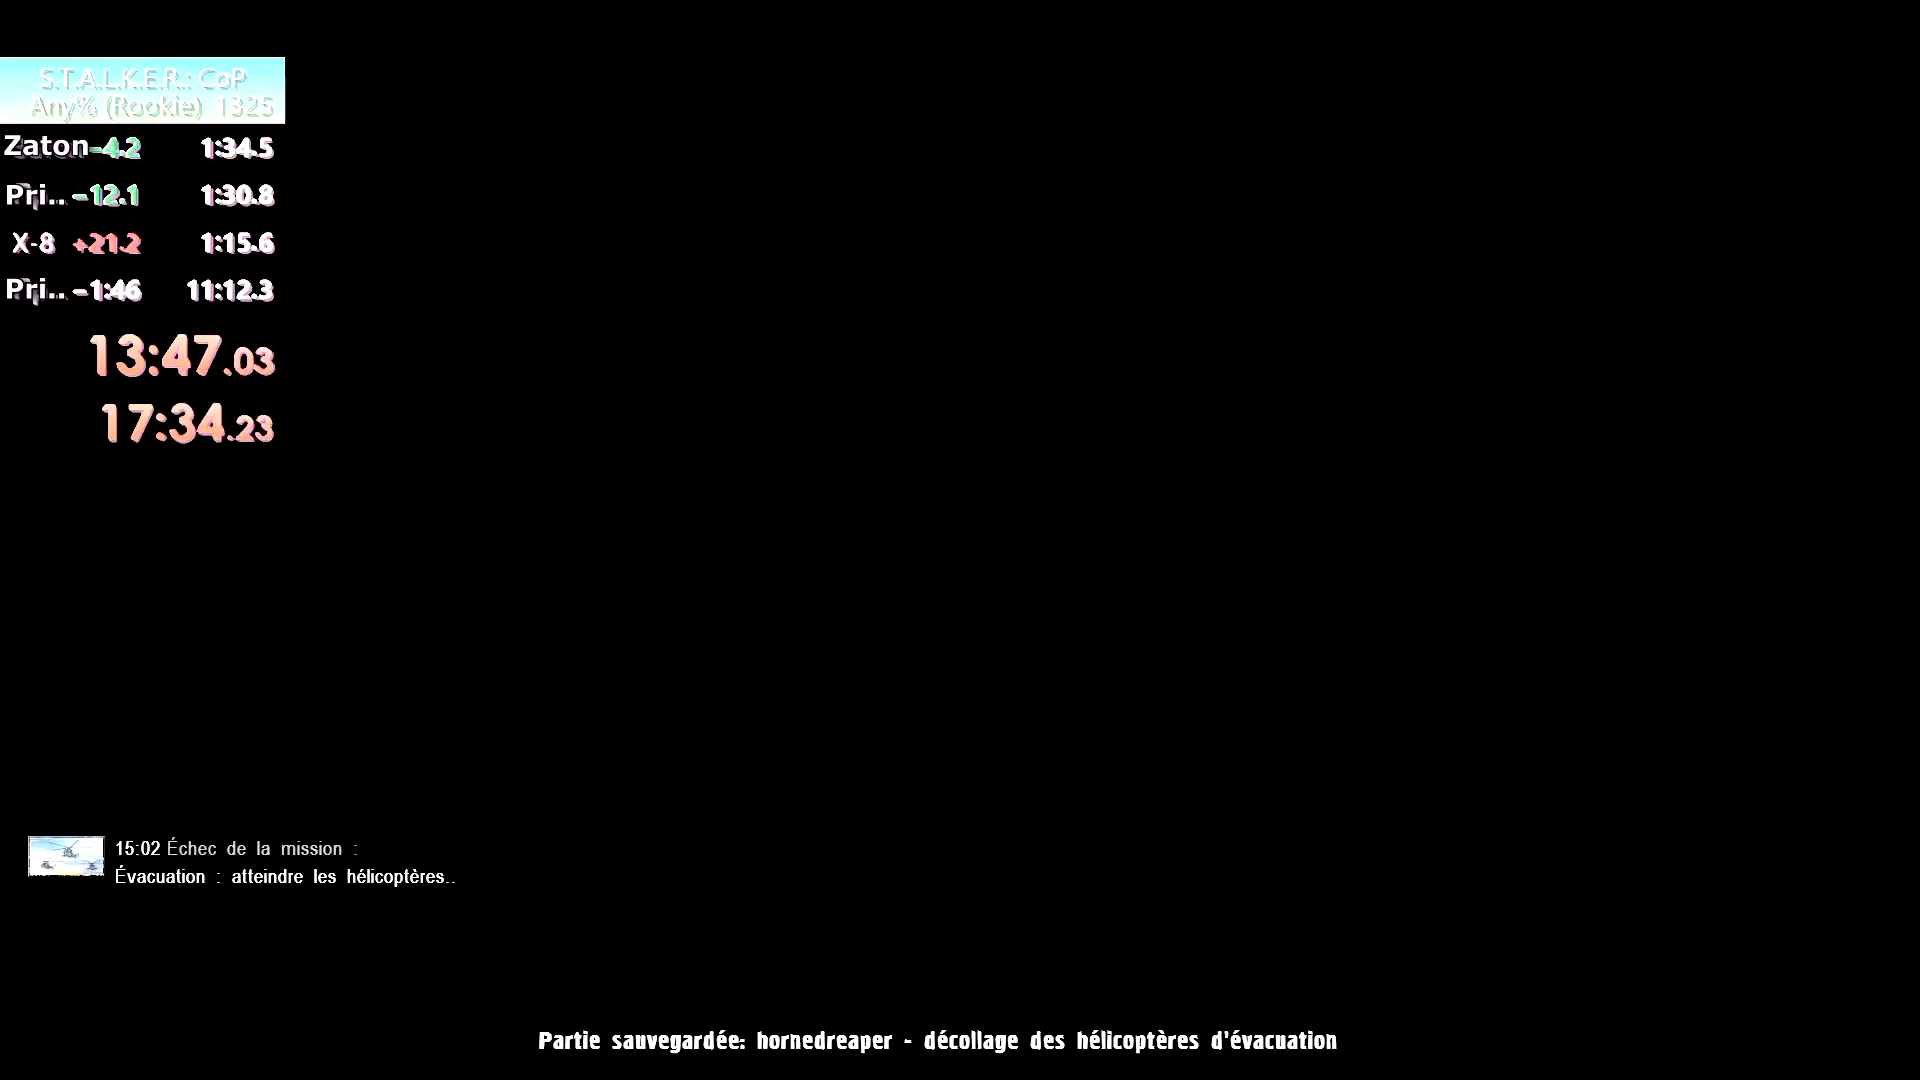 S.T.A.L.K.E.R.: CoP
Any% (Rookie) 1325
Zaton -4.2 1:34.5
Pri... -12.1 1:30.8
X-8 +21.2 1:15.6
Pri... -1:46 11:12.3
13:47.03
17:34.23
15:02 Échec de la mission :
Évacuation : atteindre les hélicoptères..
Partie sauvegardée: hornedreaper - décollage des hélicoptères d'évacuation